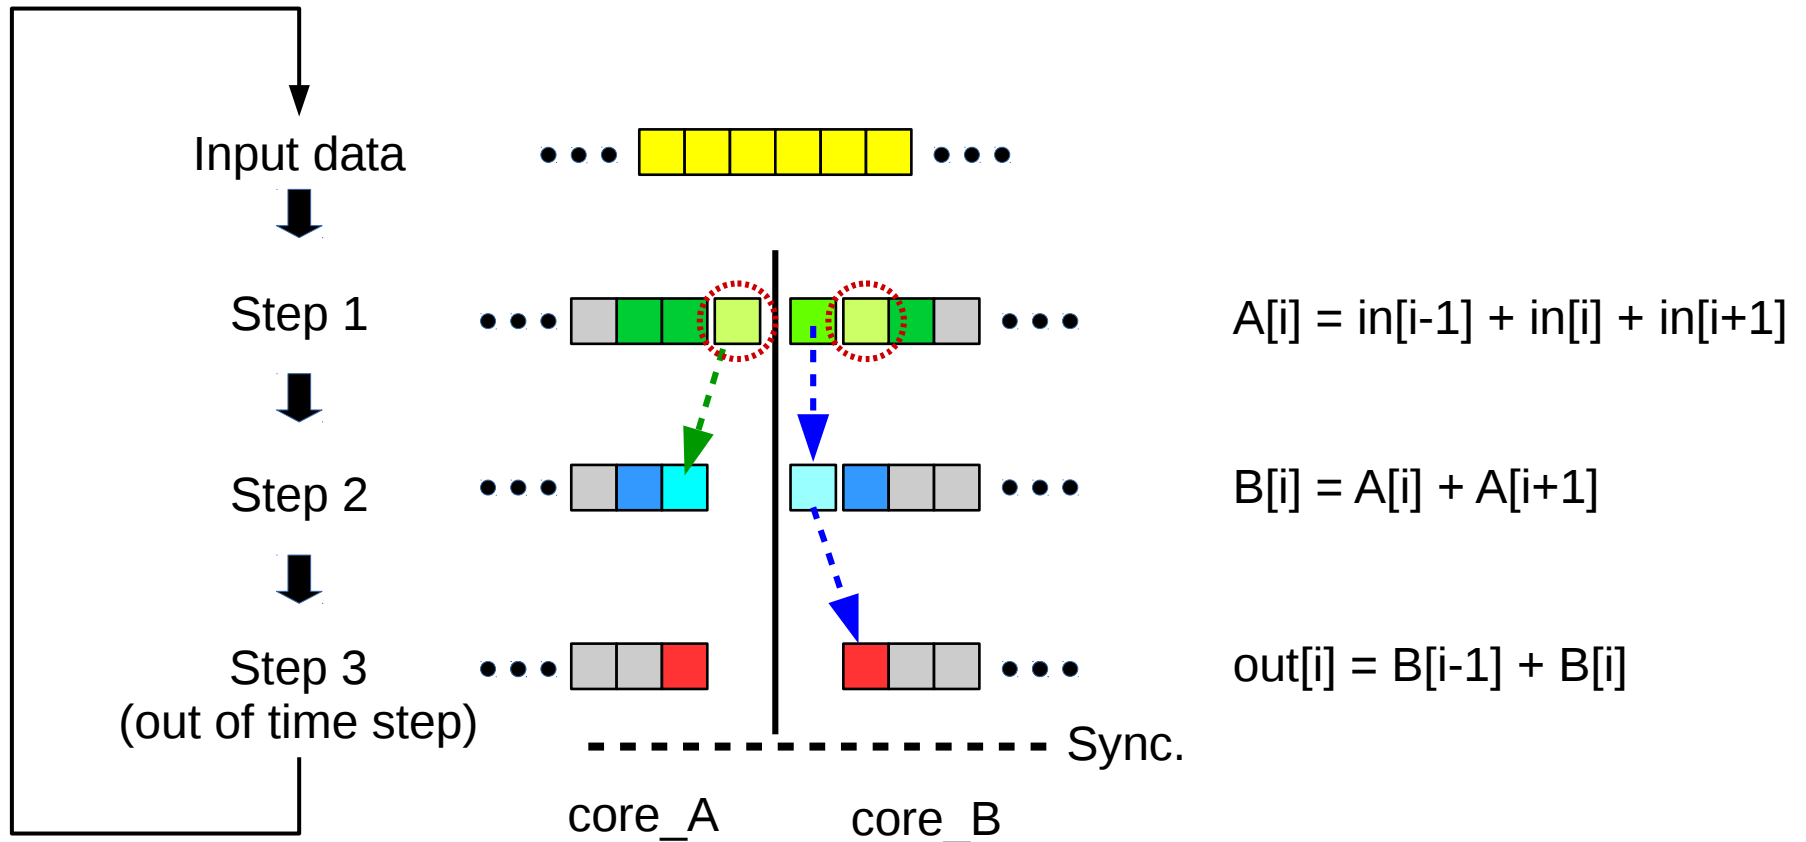 Input data
Step 1
A[i] = in[i-1] + in[i] + in[i+1]
Step 2
B[i] = A[i] + A[i+1]
Step 3
(out of time step)
out[i] = B[i-1] + B[i]
Sync.
core_A
core_B